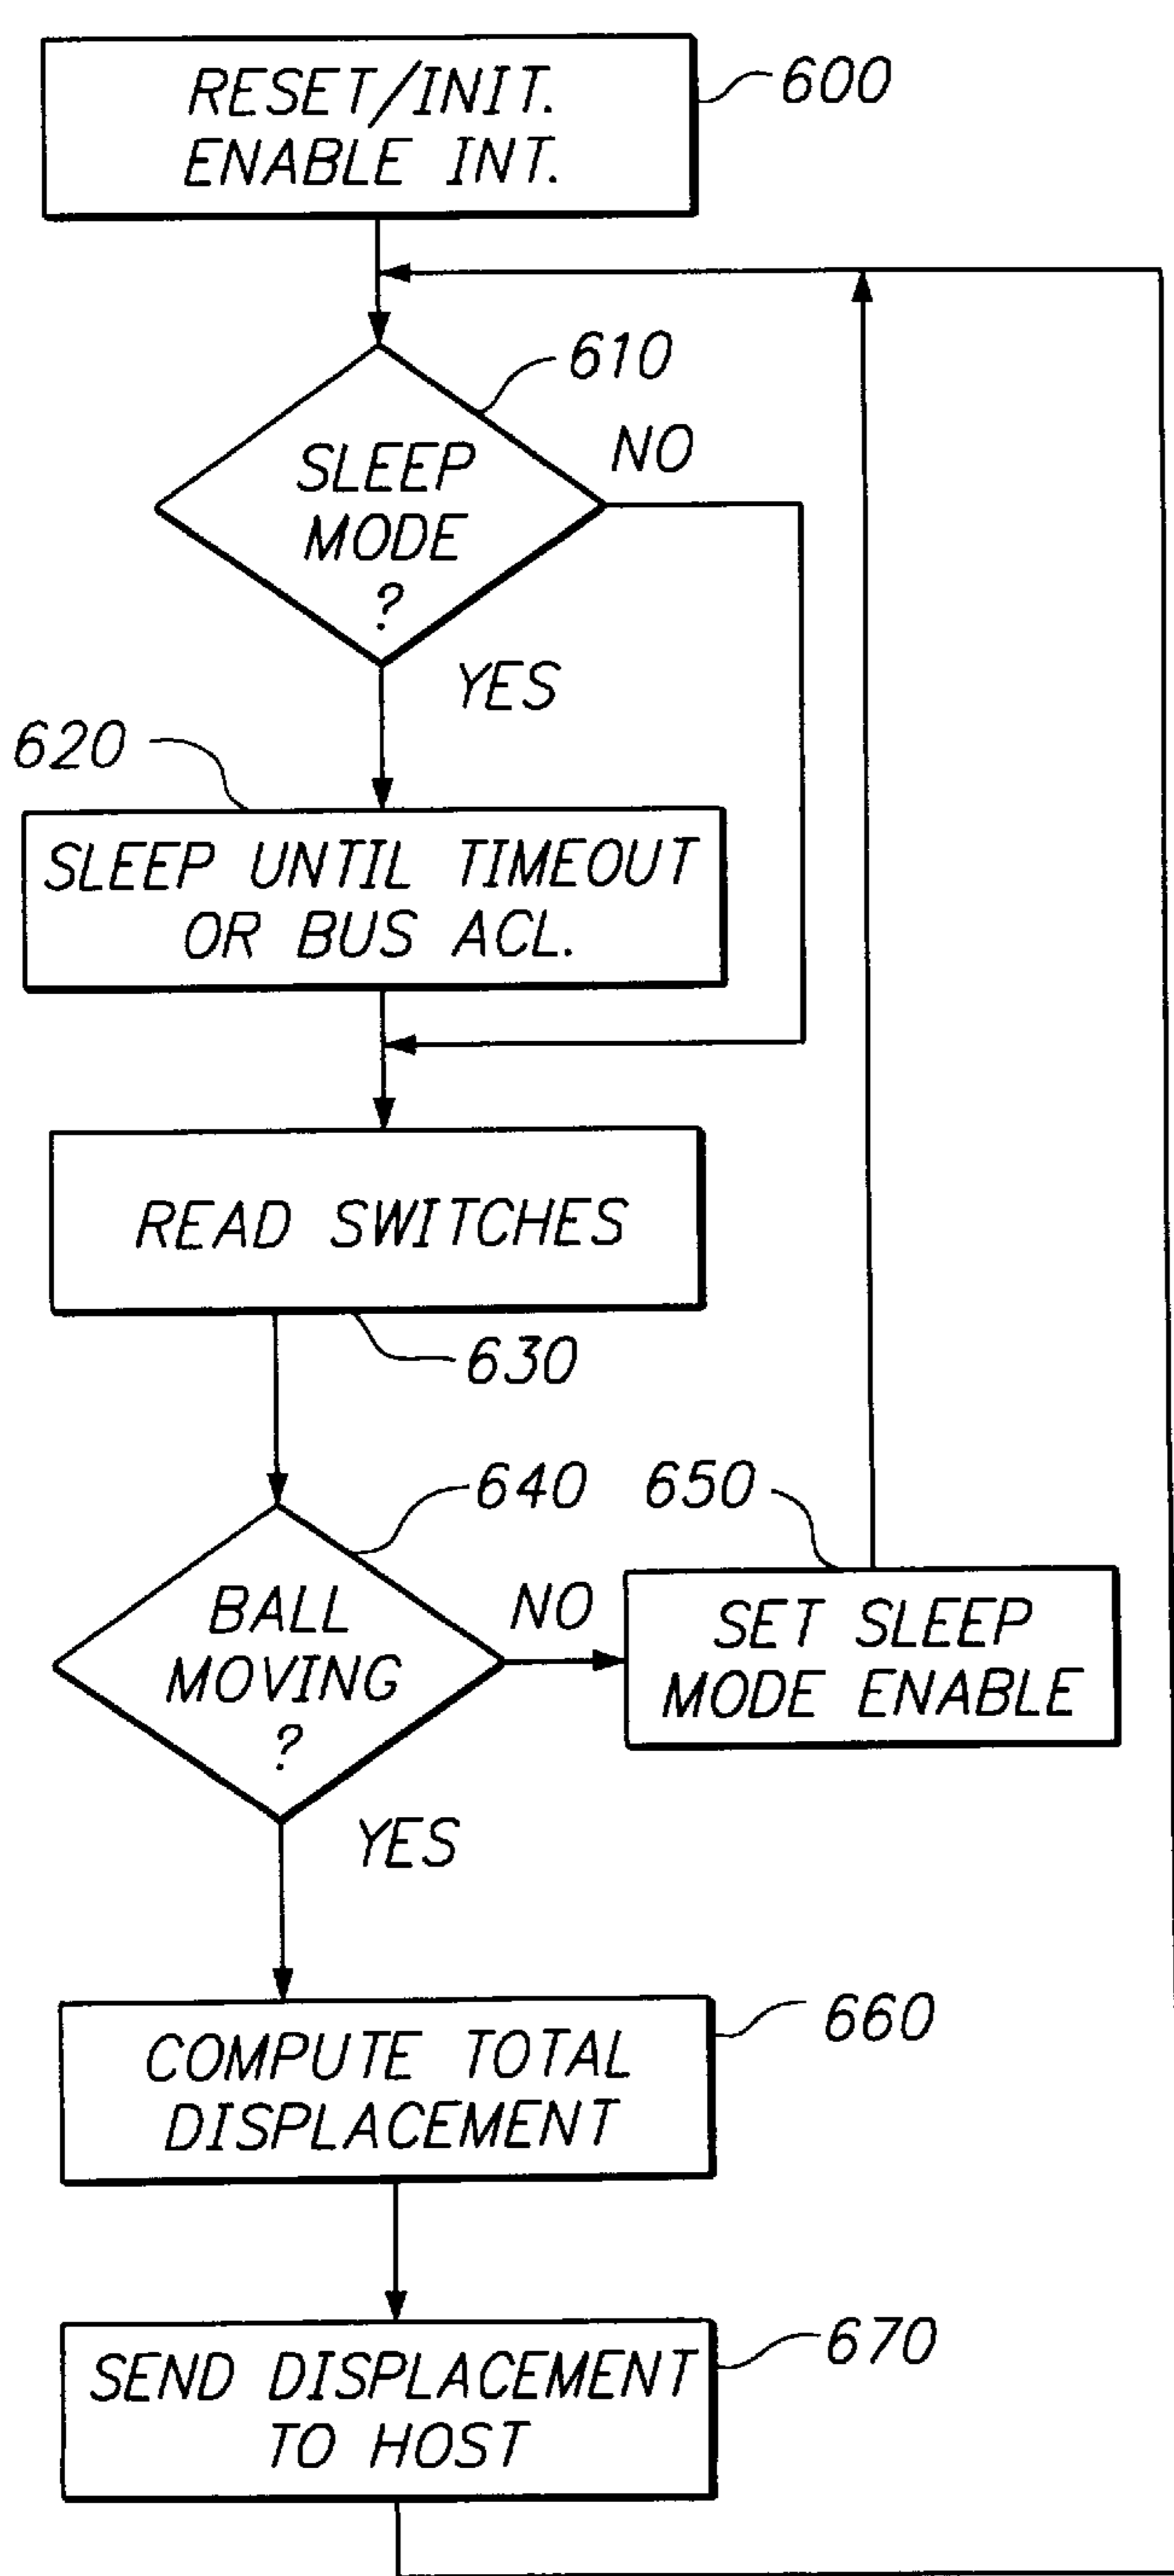 RESET/INIT.
ENABLE INT.
600
610
SLEEP
MODE
?
NO
YES
620
SLEEP UNTIL TIMEOUT
OR BUS ACL.
READ SWITCHES
630
640
BALL
MOVING
?
NO
650
SET SLEEP
MODE ENABLE
YES
660
COMPUTE TOTAL
DISPLACEMENT
670
SEND DISPLACEMENT
TO HOST